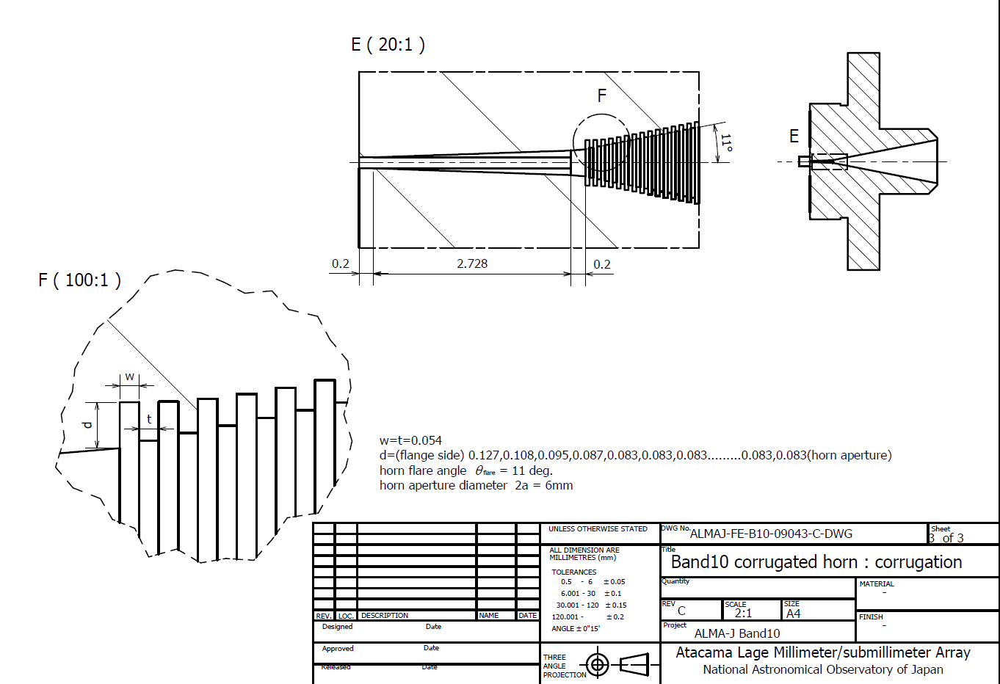 E ( 20:1 )
F
11°
E
0.2
2.728
0.2
F ( 100:1 )
w
t
d
w=t=0.054
d=(flange side) 0.127,0.108,0.095,0.087,0.083,0.083,0.083.........0.083,0.083(horn aperture)
horn flare angle θflare = 11 deg.
horn aperture diameter 2a = 6mm
UNLESS OTHERWISE STATED
DWG No. ALMAJ-FE-B10-09043-C-DWG
Sheet
3 of 3
ALL DIMENSION ARE
MILLIMETRES (mm)
TOLERANCES
0.5 - 6 ±0.05
6.001 - 30 ±0.1
30.001 - 120 ±0.15
120.001 - ±0.2
ANGLE ±0°15'
Title
Band10 corrugated horn : corrugation
Quantity
MATERIAL
-
REV
C
SCALE
2:1
SIZE
A4
FINISH
-
Project
ALMA-J Band10
REV. LOC. DESCRIPTION NAME DATE
Designed Date
Approved Date
Released Date
THREE
ANGLE
PROJECTION
Atacama Lage Millimeter/submillimeter Array
National Astronomical Observatory of Japan